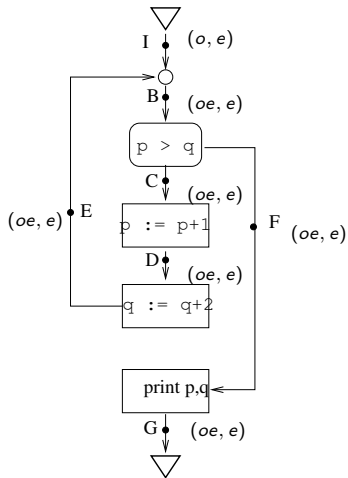 I (o, e)
B (oe, e)
p > q
C (oe, e)
p := p+1
(oe, e) E F (oe, e)
D (oe, e)
q := q+2
print p,q
G (oe, e)